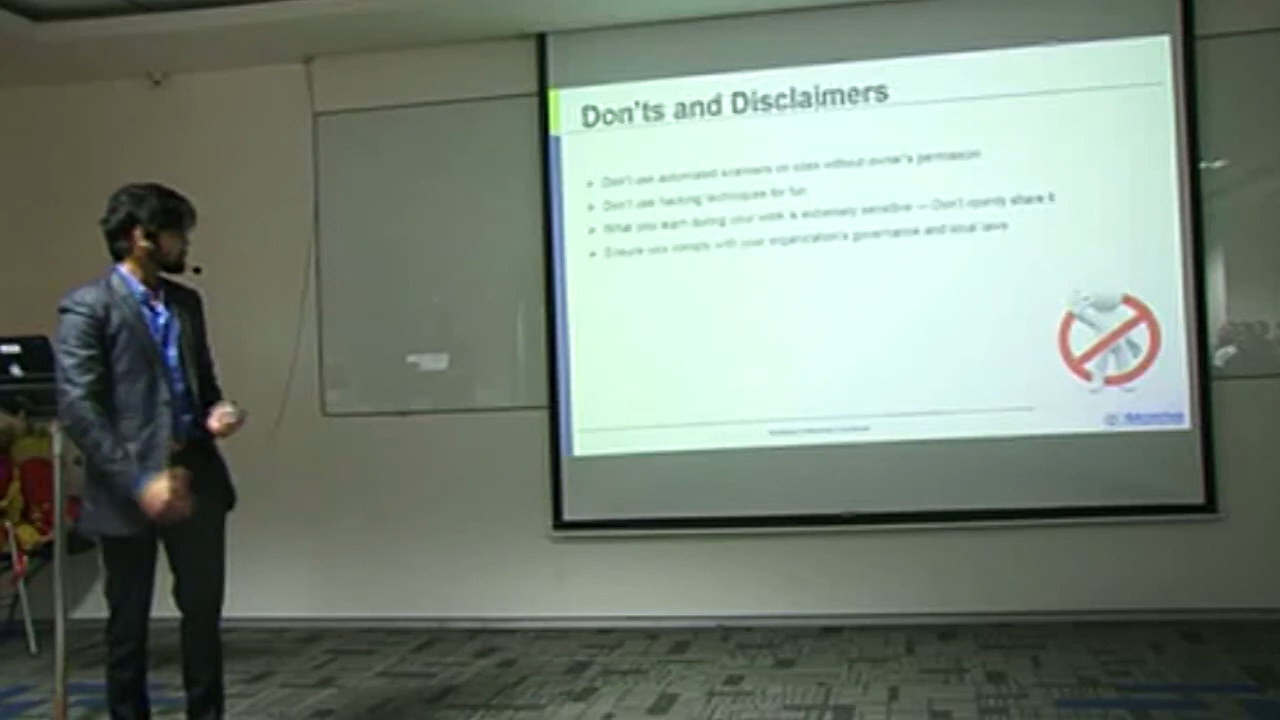 Don'ts and Disclaimers
Don't use automated scanners on sites without owner's permission
Don't use hacking techniques for fun
What you learn during your work is extremely sensitive — Don't openly share it
Ensure you comply with your organization's governance and local laws